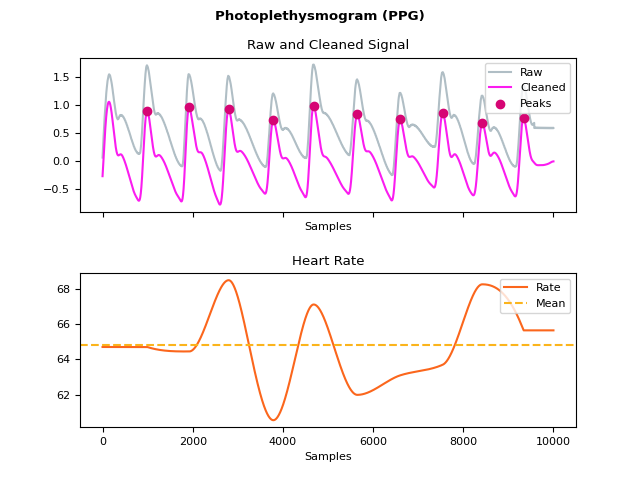 Photoplethysmogram (PPG)
Raw and Cleaned Signal
Raw
Cleaned
Peaks
1.5
1.0
0.5
0.0
−0.5
Samples
Heart Rate
Rate
Mean
68
66
64
62
0
2000
4000
6000
8000
10000
Samples